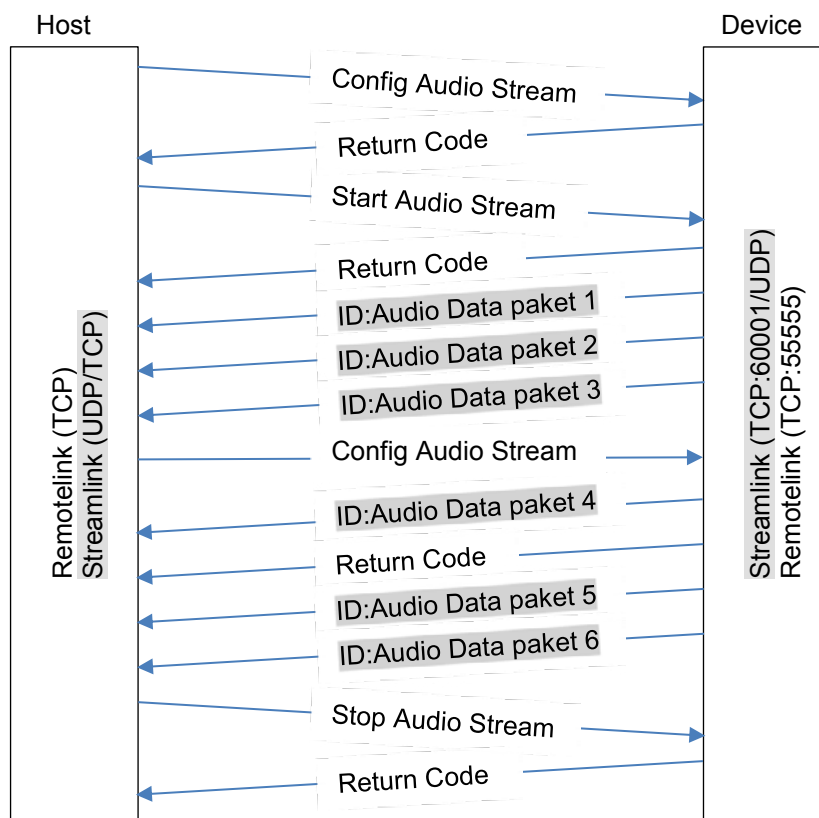 Host
Device
Config Audio Stream
Return Code
Start Audio Stream
Return Code
ID:Audio Data paket 1
ID:Audio Data paket 2
ID:Audio Data paket 3
Config Audio Stream
ID:Audio Data paket 4
Return Code
ID:Audio Data paket 5
ID:Audio Data paket 6
Stop Audio Stream
Return Code
Remotelink (TCP)
Streamlink (UDP/TCP)
Streamlink (TCP:60001/UDP)
Remotelink (TCP:55555)